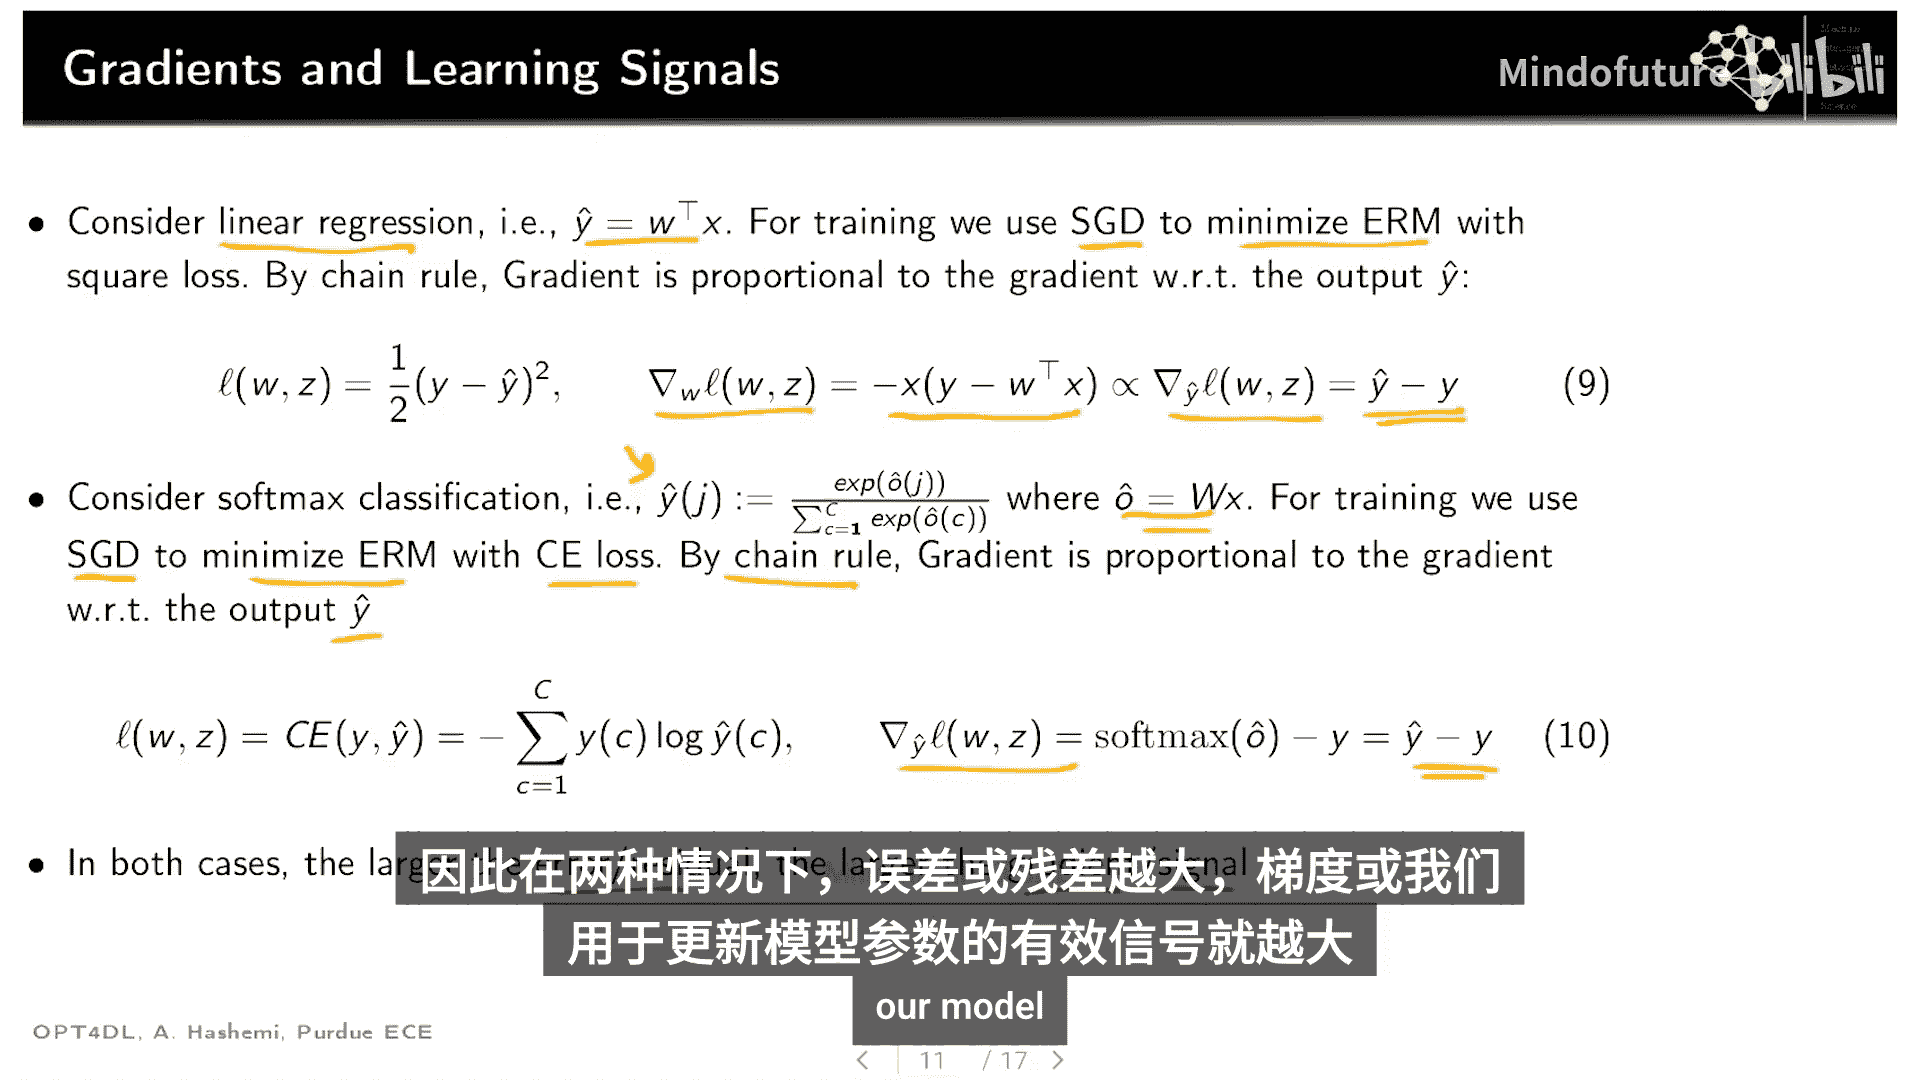 Gradients and Learning Signals
Mindofuture
bilibili
• Consider linear regression, i.e., ŷ = w⊤x. For training we use SGD to minimize ERM with
square loss. By chain rule, Gradient is proportional to the gradient w.r.t. the output ŷ:
ℓ(w, z) = 1/2 (y − ŷ)², ∇_w ℓ(w, z) = −x(y − w⊤x) ∝ ∇_ŷ ℓ(w, z) = ŷ − y (9)
• Consider softmax classification, i.e., ŷ(j) := exp(ô(j)) / ∑_{c=1}^{C} exp(ô(c)) where ô = Wx. For training we use
SGD to minimize ERM with CE loss. By chain rule, Gradient is proportional to the gradient
w.r.t. the output ŷ
ℓ(w, z) = CE(y, ŷ) = − ∑_{c=1}^{C} y(c) log ŷ(c), ∇_ŷ ℓ(w, z) = softmax(ô) − y = ŷ − y (10)
• In both cases, the larger the
因此在两种情况下，误差或残差越大，梯度或我们
用于更新模型参数的有效信号就越大
our model
OPT4DL, A. Hashemi, Purdue ECE
< 11 / 17 >